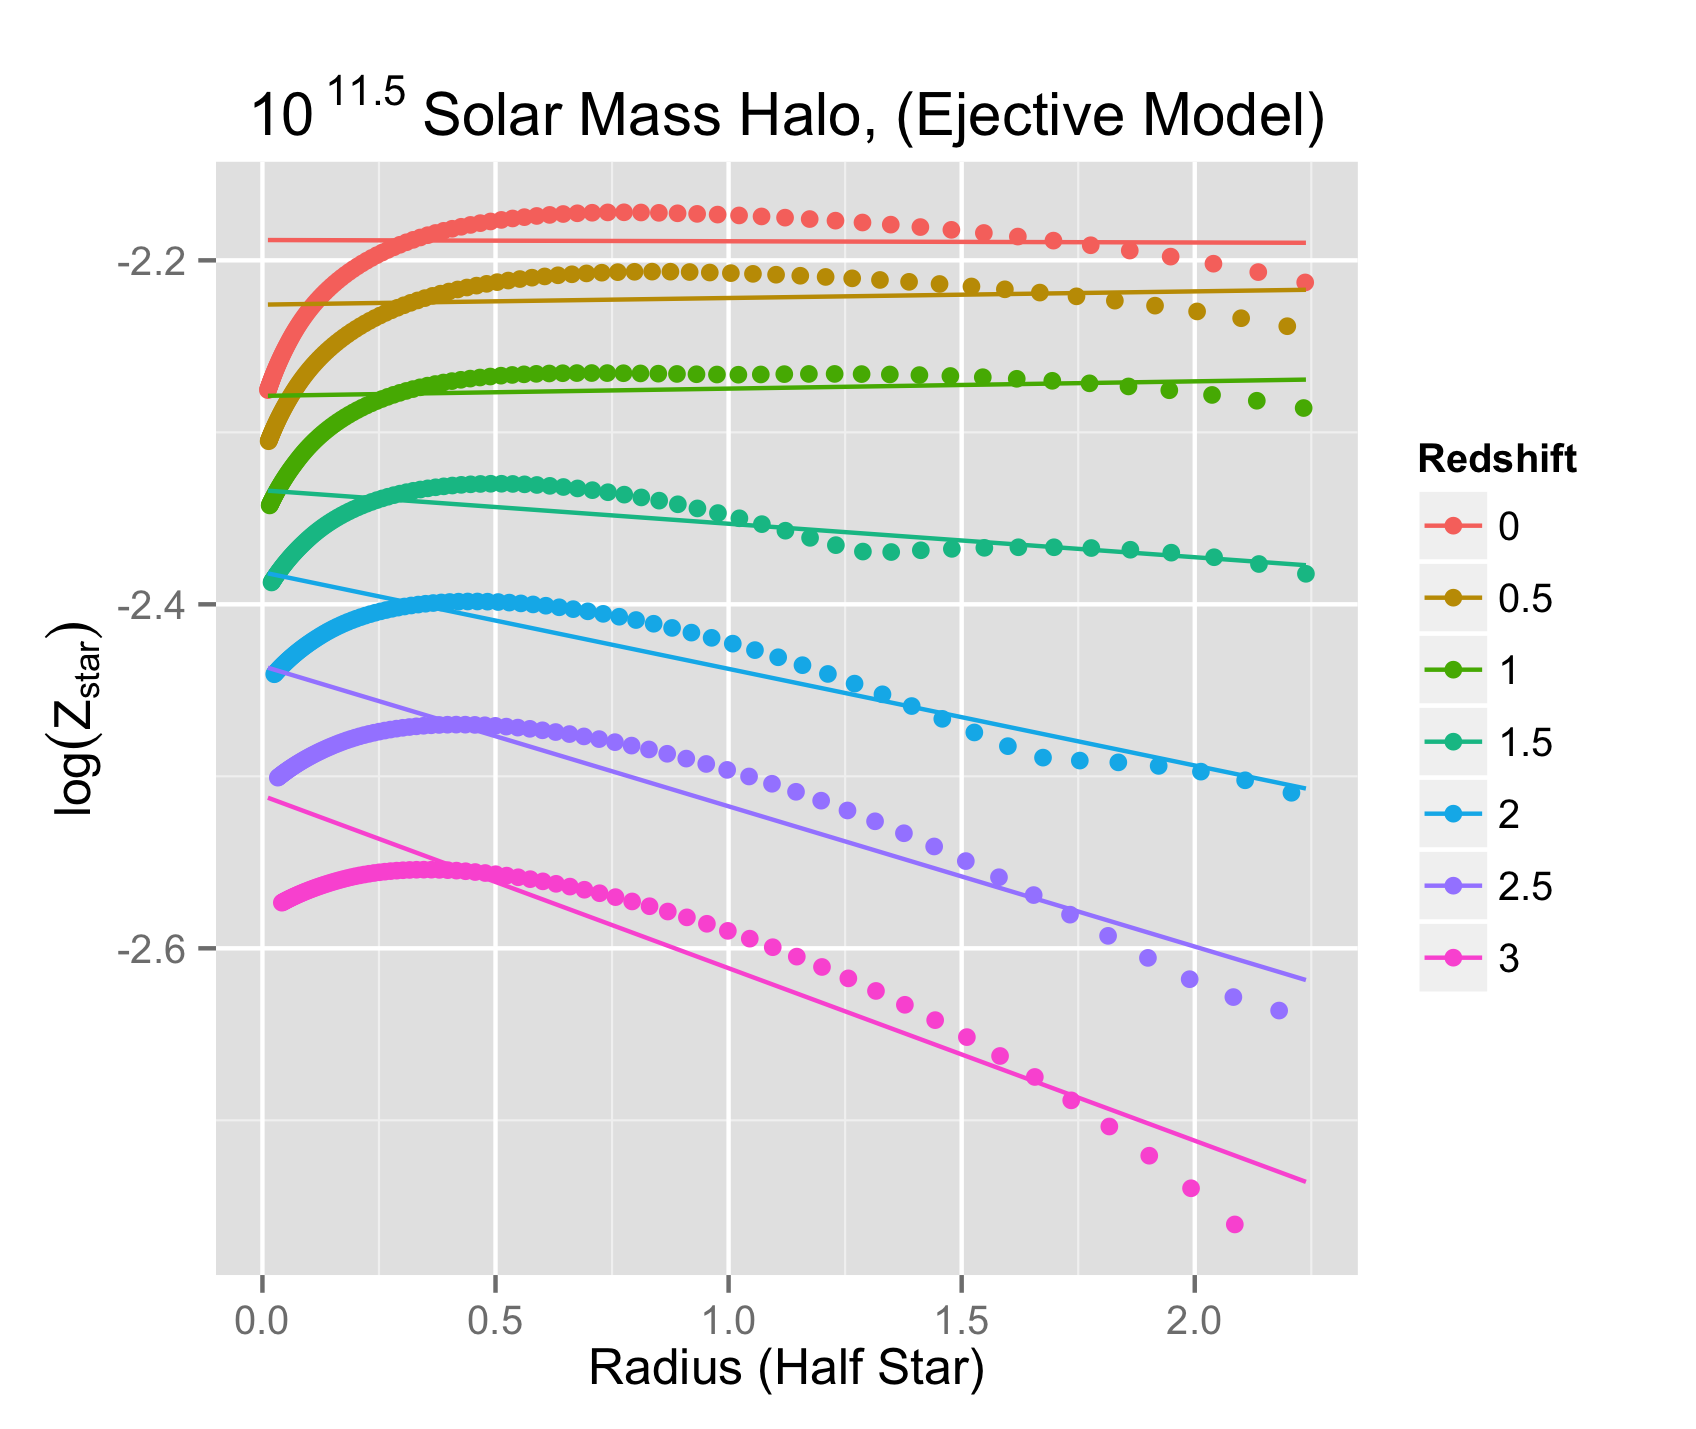 10^11.5 Solar Mass Halo, (Ejective Model)
-2.2
-2.4
-2.6
log(Z_star)
0.0 0.5 1.0 1.5 2.0
Radius (Half Star)
Redshift
0
0.5
1
1.5
2
2.5
3